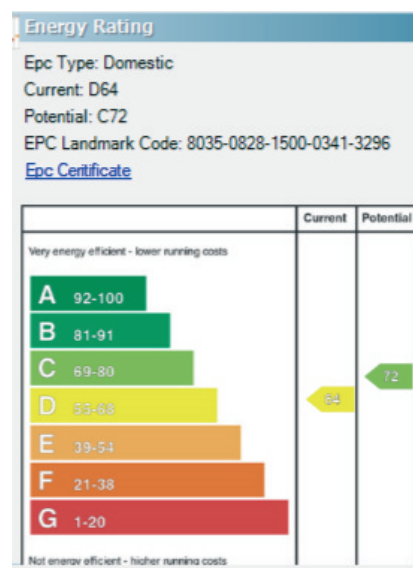 Energy Rating
Epc Type: Domestic
Current: D64
Potential: C72
EPC Landmark Code: 8035-0828-1500-0341-3296
Epc Ceritificate
Current Potential
Very energy efficient - lower running costs
A 92-100
B 81-91
C 69-80
72
D 55-68
64
E 39-54
F 21-38
G 1-20
Not energy efficient - higher running costs